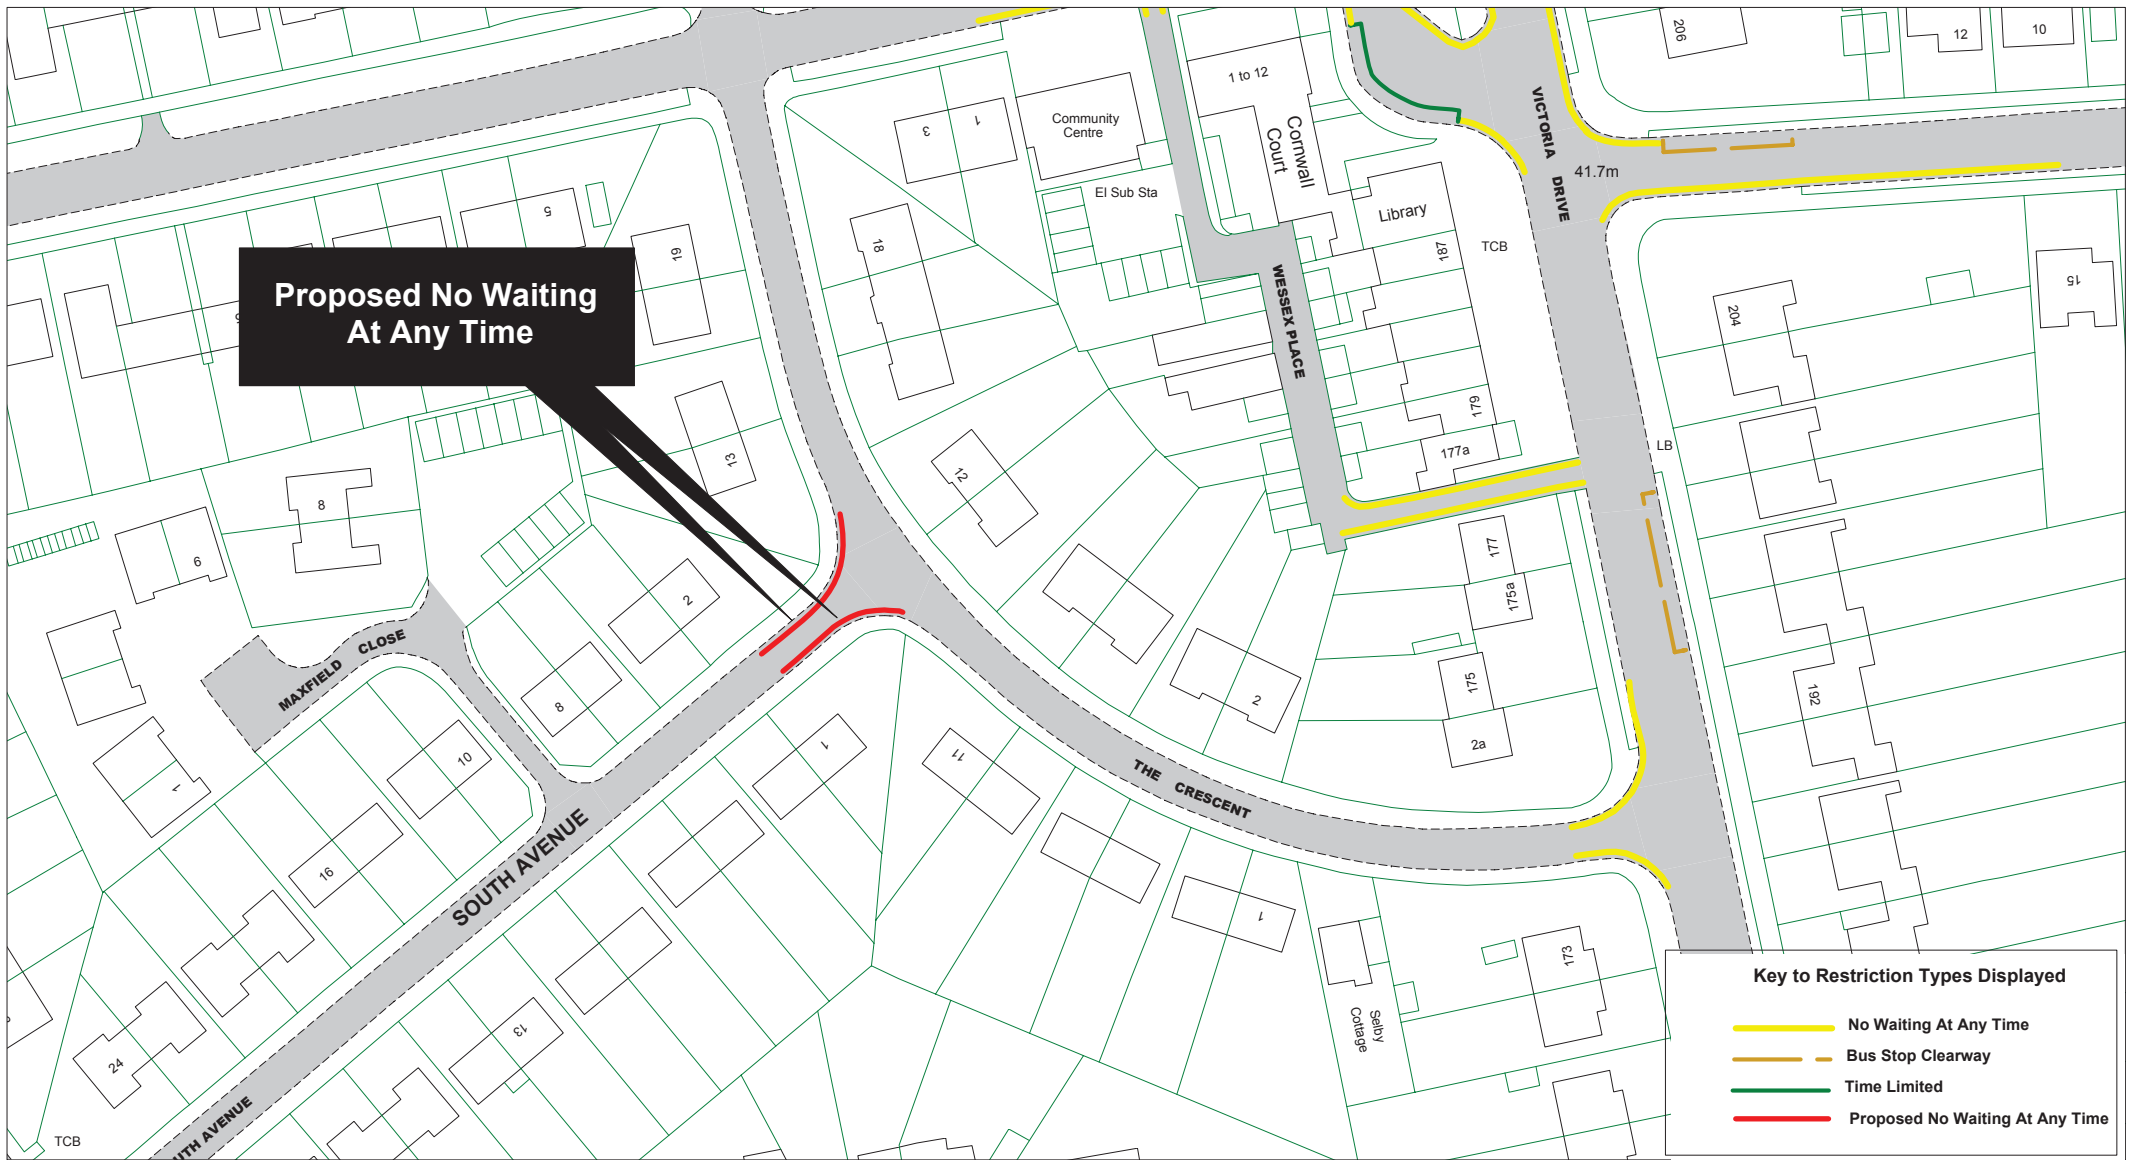 206
12
10
1 to 12
Cornwall
Court
Community
Centre
3
1
El Sub Sta
VICTORIA DRIVE
41.7m
Library
187
TCB
5
19
18
Proposed No Waiting
At Any Time
WESSEX PLACE
204
15
179
177a
LB
13
12
8
6
2
177
175a
175
2a
192
MAXFIELD CLOSE
8
2
10
1
11
THE CRESCENT
1
16
SOUTH AVENUE
1
173
Selby
Cottage
13
24
TCB
UTH AVENUE
Key to Restriction Types Displayed
No Waiting At Any Time
Bus Stop Clearway
Time Limited
Proposed No Waiting At Any Time